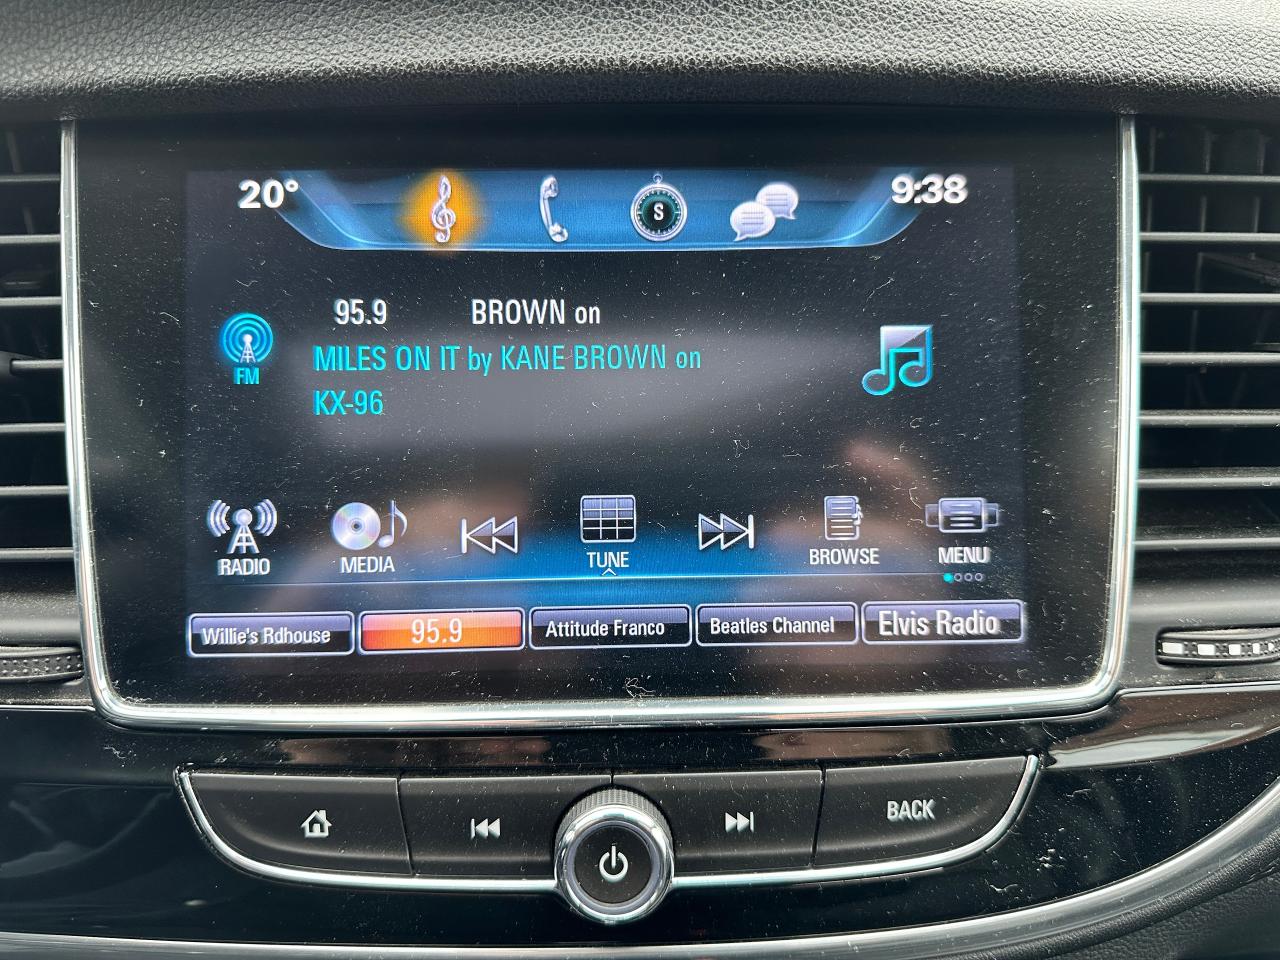 20° S 9:38
95.9 BROWN on
FM
MILES ON IT by KANE BROWN on
KX-96
RADIO MEDIA TUNE BROWSE MENU
Willie's Rdhouse 95.9 Attitude Franco Beatles Channel Elvis Radio
BACK